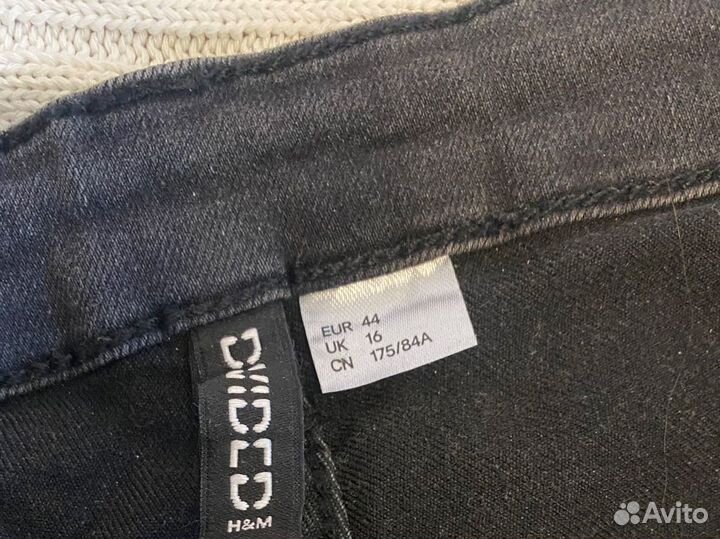 EUR 44
UK 16
CN 175/84A
DIVIDED
H&M
Avito